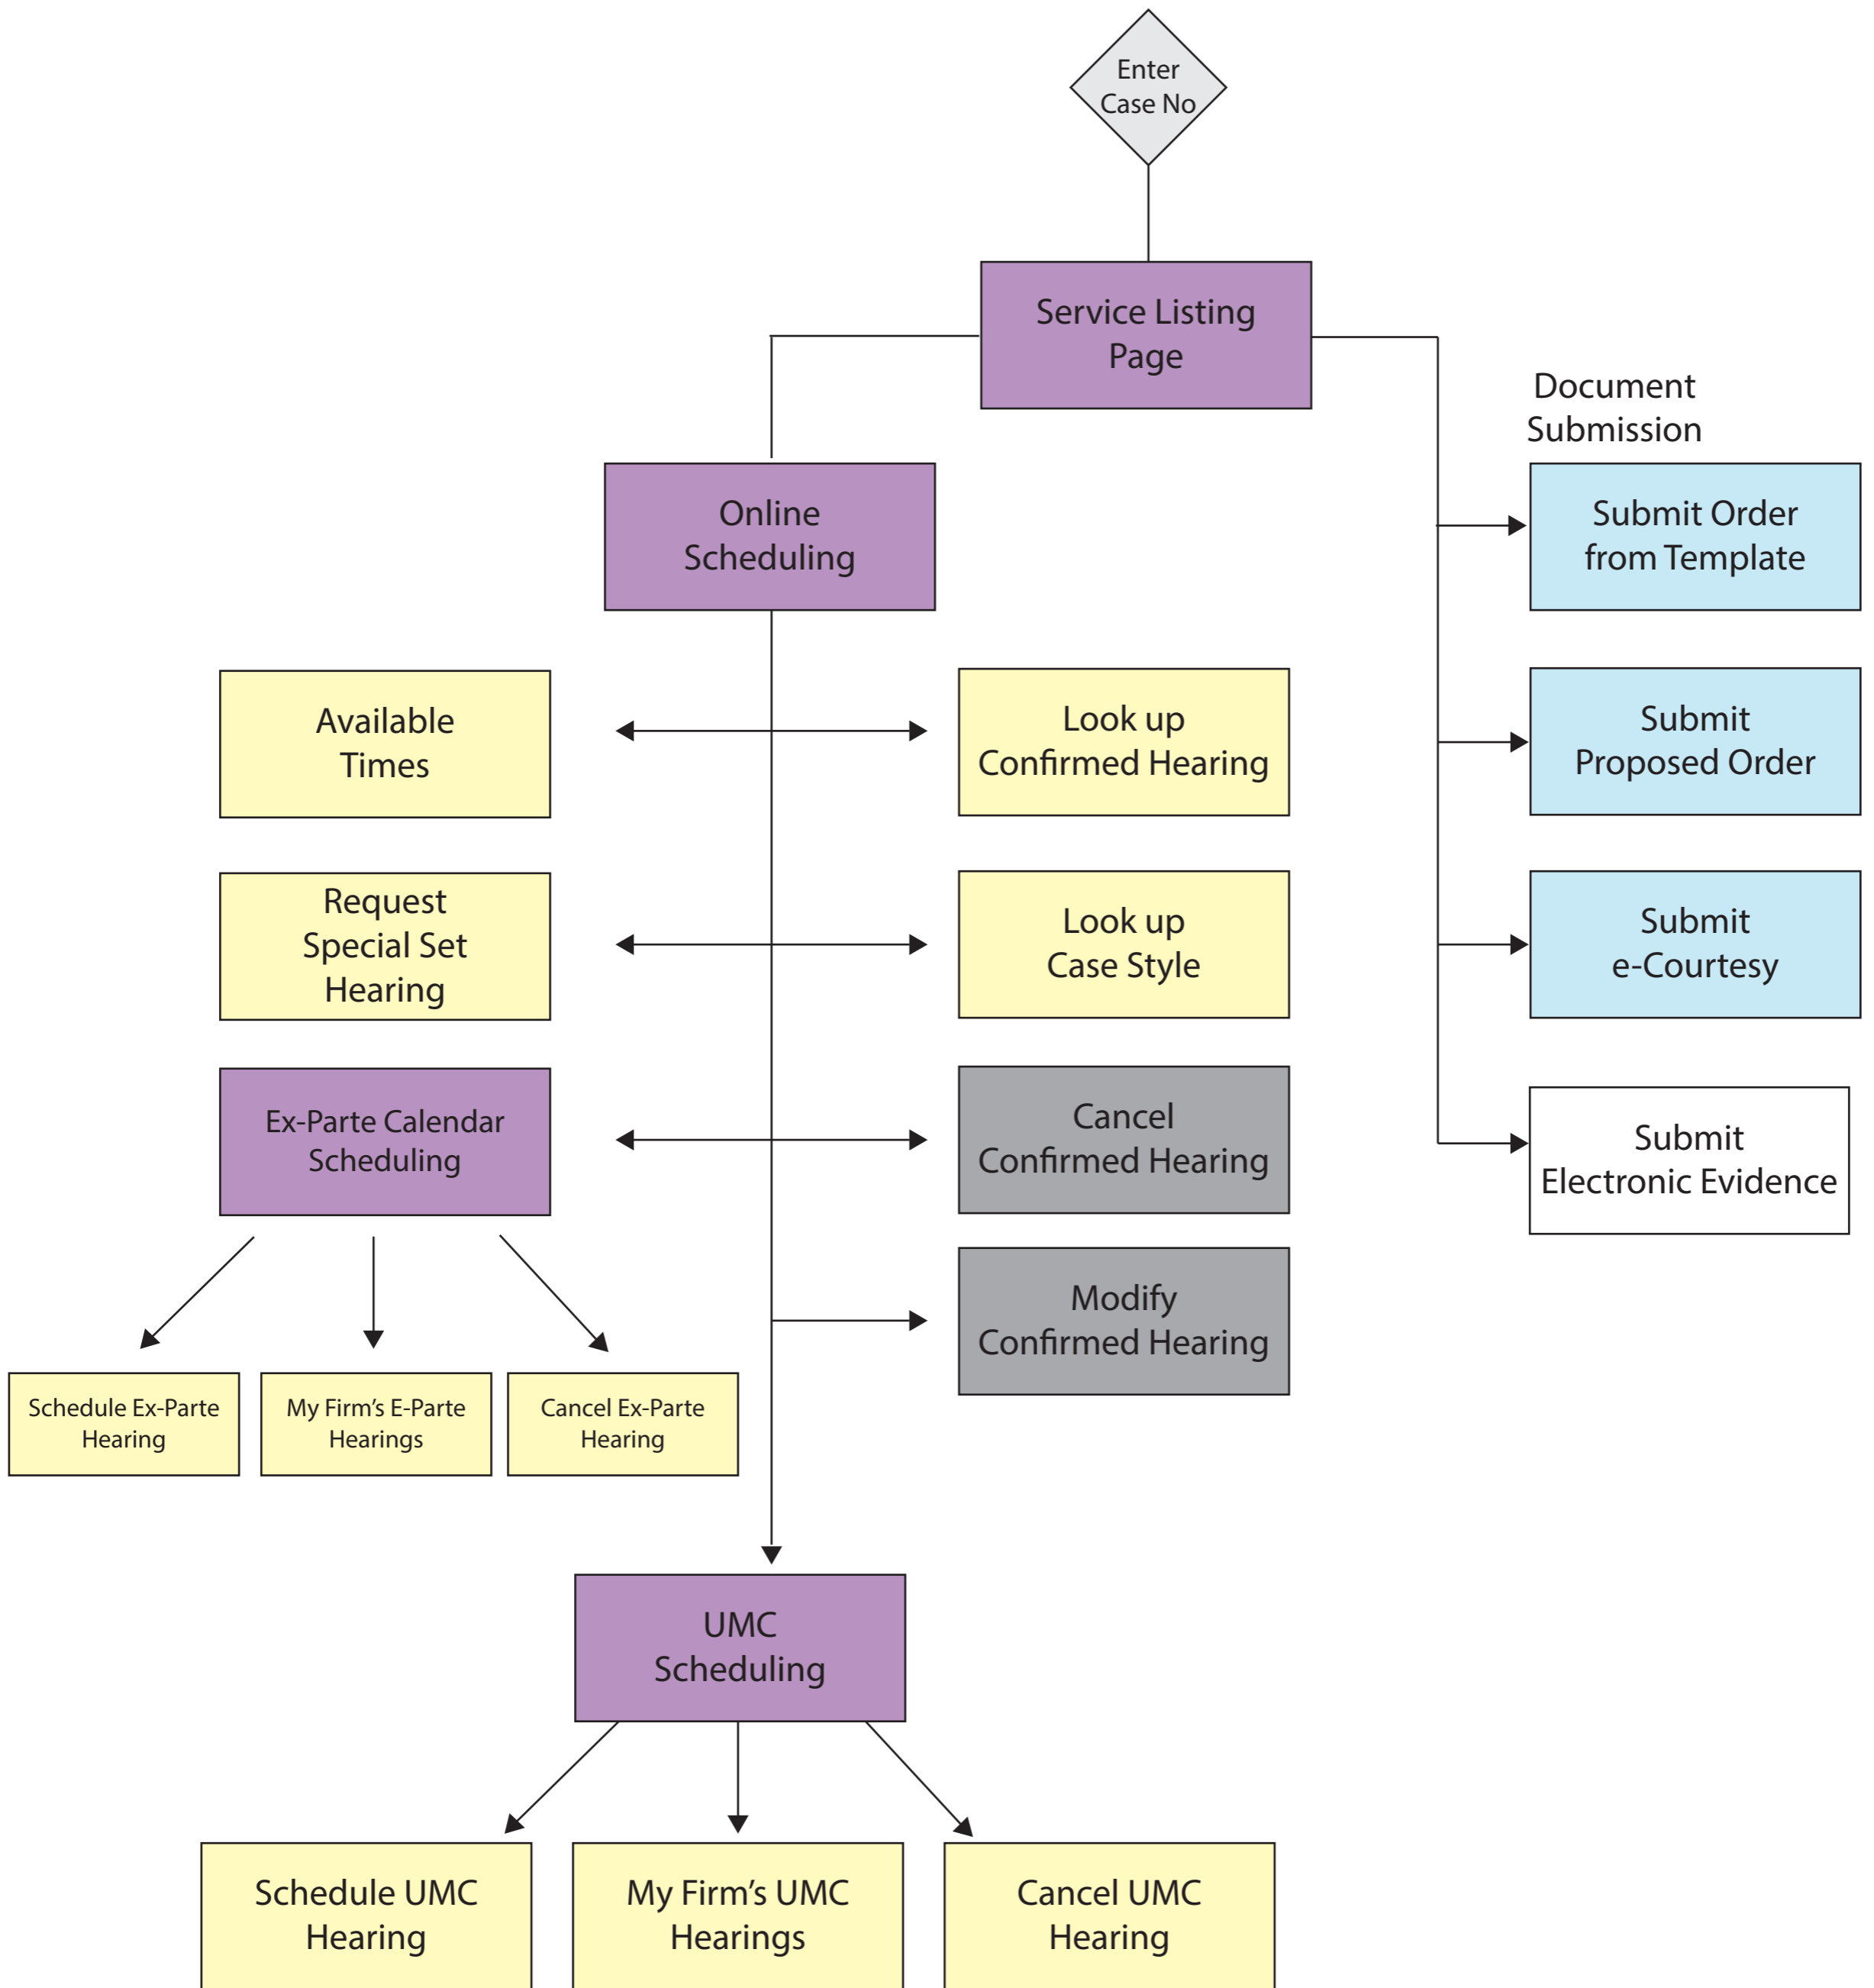 Enter
Case No
Service Listing
Page
Document
Submission
Online
Scheduling
Submit Order
from Template
Available
Times
Look up
Confirmed Hearing
Submit
Proposed Order
Request
Special Set
Hearing
Look up
Case Style
Submit
e-Courtesy
Ex-Parte Calendar
Scheduling
Cancel
Confirmed Hearing
Submit
Electronic Evidence
Modify
Confirmed Hearing
Schedule Ex-Parte
Hearing
My Firm's E-Parte
Hearings
Cancel Ex-Parte
Hearing
UMC
Scheduling
Schedule UMC
Hearing
My Firm's UMC
Hearings
Cancel UMC
Hearing